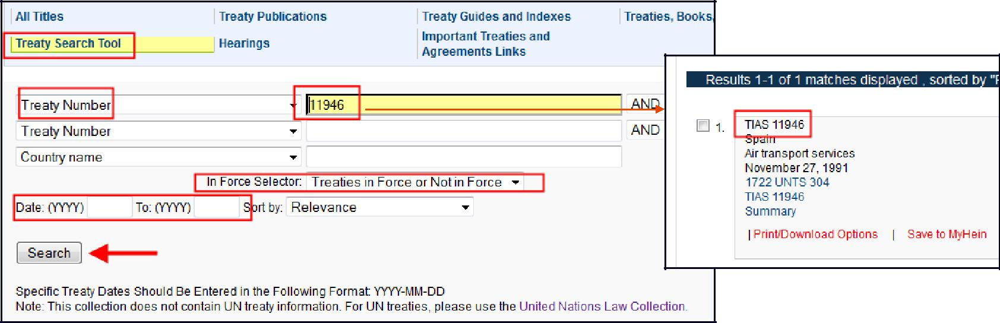 All Titles
Treaty Publications
Treaty Guides and Indexes
Treaties, Books,
Treaty Search Tool
Hearings
Important Treaties and
Agreements Links
Treaty Number
11946
AND
Treaty Number
AND
Country name
In Force Selector: Treaties in Force or Not in Force
Date: (YYYY) To: (YYYY) Sort by: Relevance
Search
Specific Treaty Dates Should Be Entered in the Following Format: YYYY-MM-DD
Note: This collection does not contain UN treaty information. For UN treaties, please use the United Nations Law Collection.
Results 1-1 of 1 matches displayed , sorted by "
1. TIAS 11946
Spain
Air transport services
November 27, 1991
1722 UNTS 304
TIAS 11946
Summary
| Print/Download Options | Save to MyHein